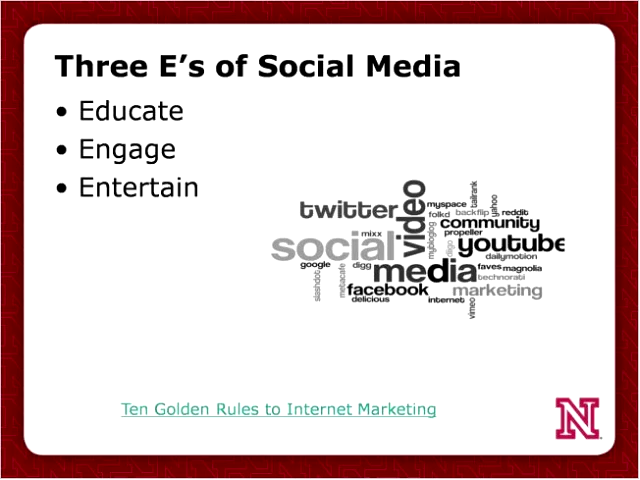 Three E’s of Social Media
• Educate
• Engage
• Entertain
twitter
video
myspace
tailrank
yahoo
folkd
backflip
reddit
community
mixx
propeller
social
mybloglog
digo
youtube
dailymotion
google
digg
media
faves
magnolia
technorati
slashdot
metacafe
facebook
marketing
delicious
internet
vimeo
Ten Golden Rules to Internet Marketing
N